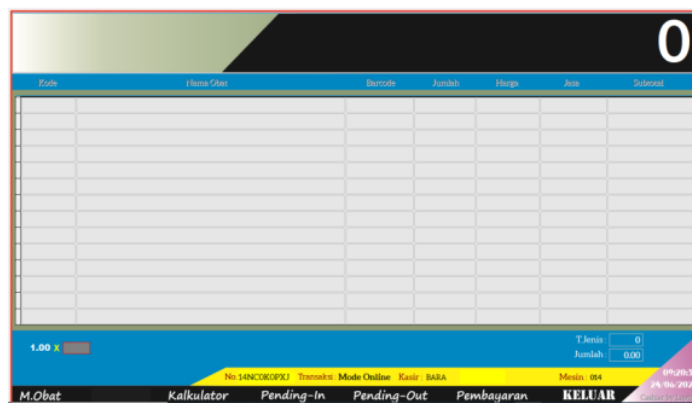 0
Kode Nama Obat Barcode Jumlah Harga Jasa Subtotal
1.00 X
T.Jenis : 0
Jumlah : 0.00
No. 14NC0K0PXJ Transaksi : Mode Online Kasir : BARA Mesin : 014
M.Obat Kalkulator Pending-In Pending-Out Pembayaran KELUAR